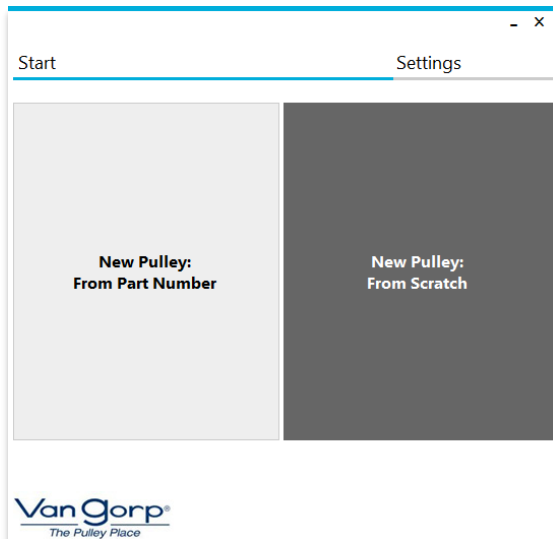 Start
Settings
New Pulley:
From Part Number
New Pulley:
From Scratch
Van Gorp®
The Pulley Place